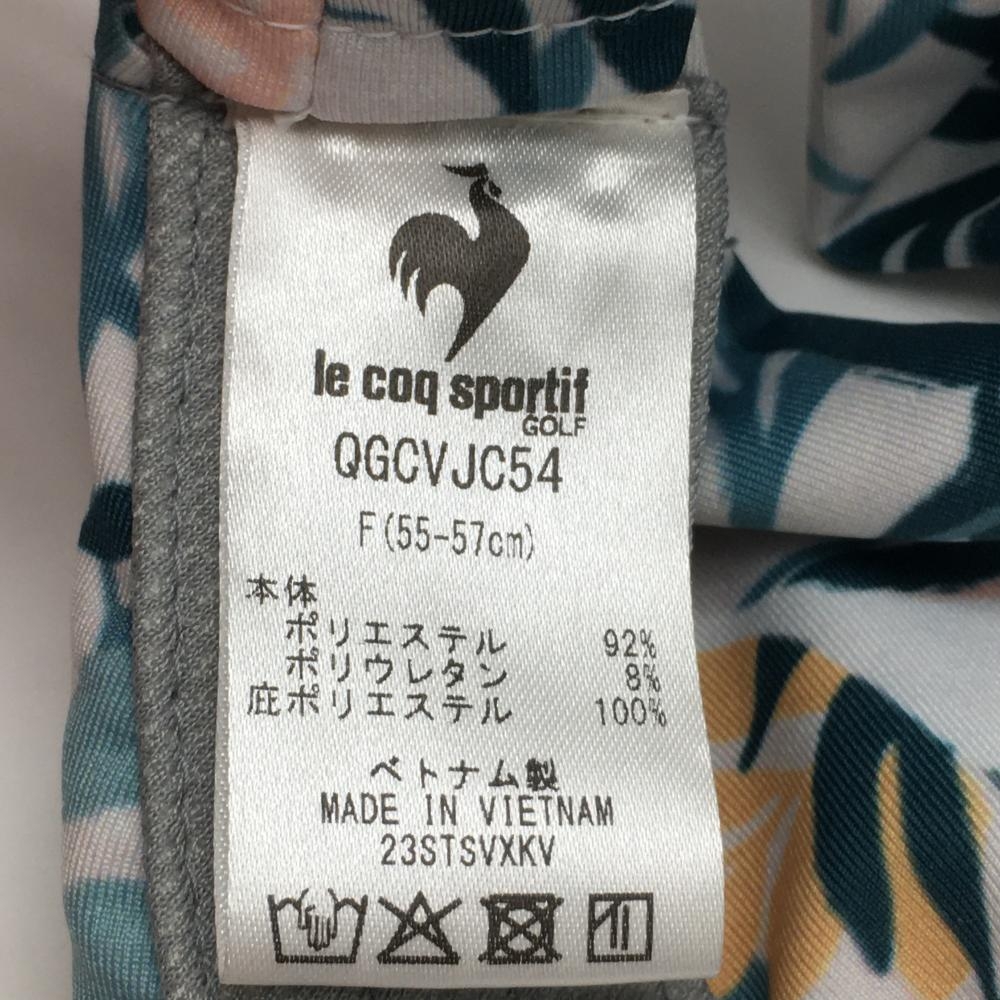 le coq sportif
GOLF
QGCVJC54
F(55-57cm)
本体
ポリエステル 92%
ポリウレタン 8%
庇ポリエステル 100%
ベトナム製
MADE IN VIETNAM
23STSVXKV